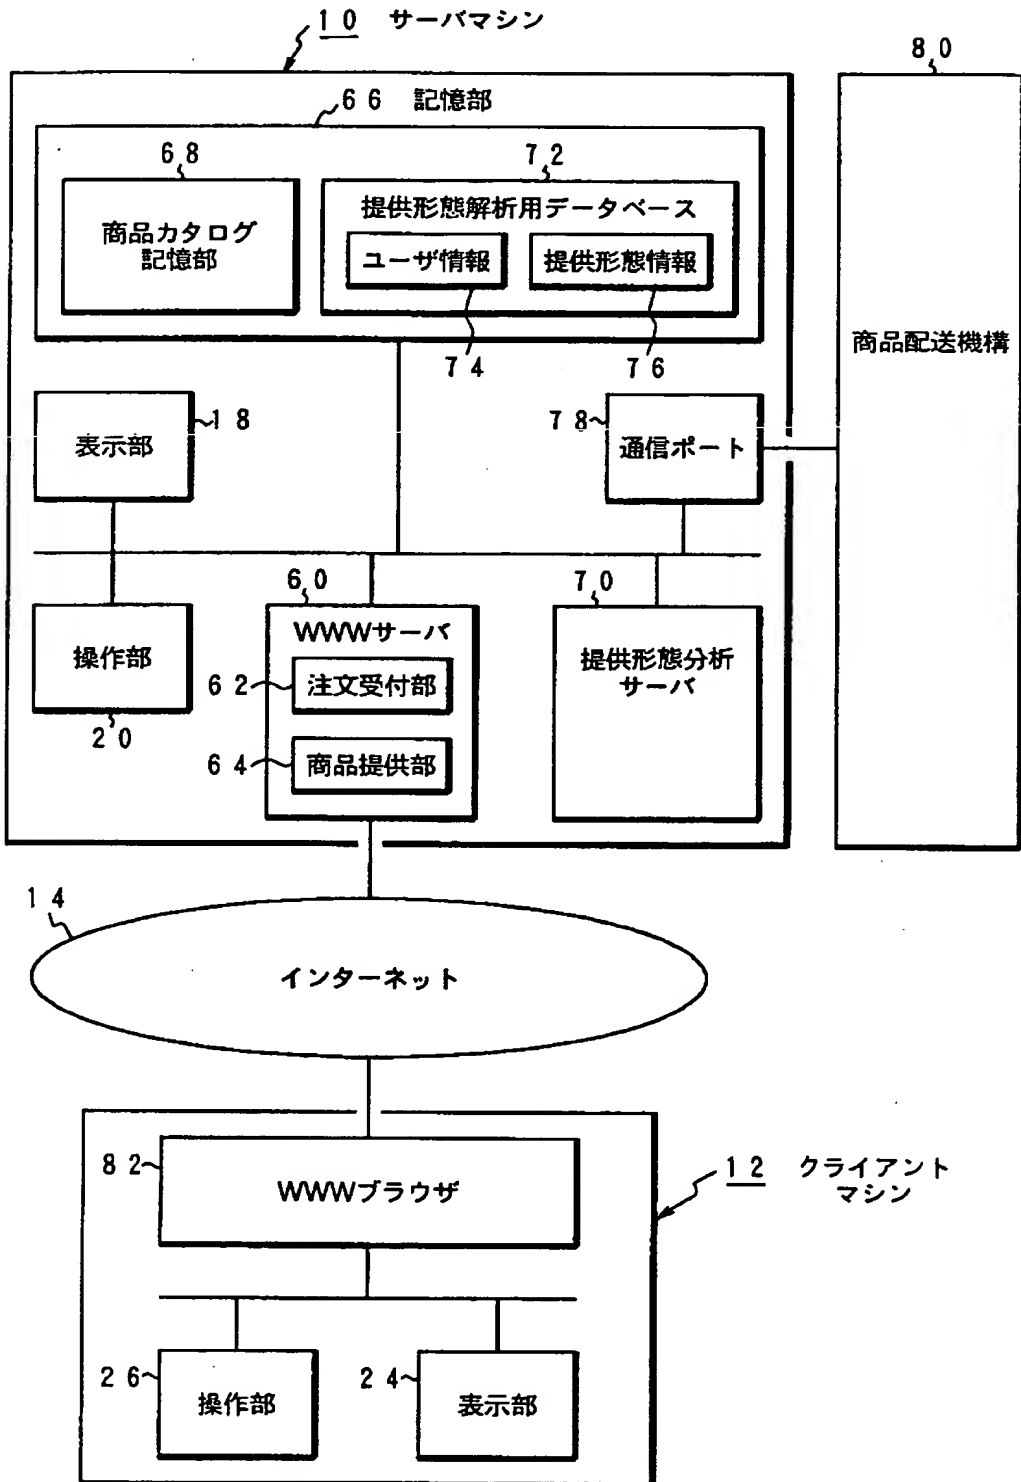 10 サーバマシン
80
66 記憶部
68
商品カタログ
記憶部
72
提供形態解析用データベース
ユーザ情報
提供形態情報
74
76
商品配送機構
表示部
18
78
通信ポート
操作部
20
60
WWWサーバ
62
注文受付部
64
商品提供部
70
提供形態分析
サーバ
14
インターネット
82
WWWブラウザ
12 クライアント
マシン
26
操作部
24
表示部